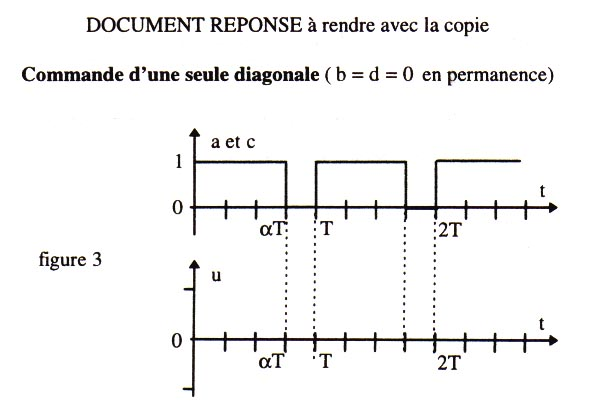 DOCUMENT REPONSE à rendre avec la copie
Commande d'une seule diagonale ( b = d = 0 en permanence)
a et c
1
t
0
αT T 2T
figure 3
u
t
0
αT T 2T